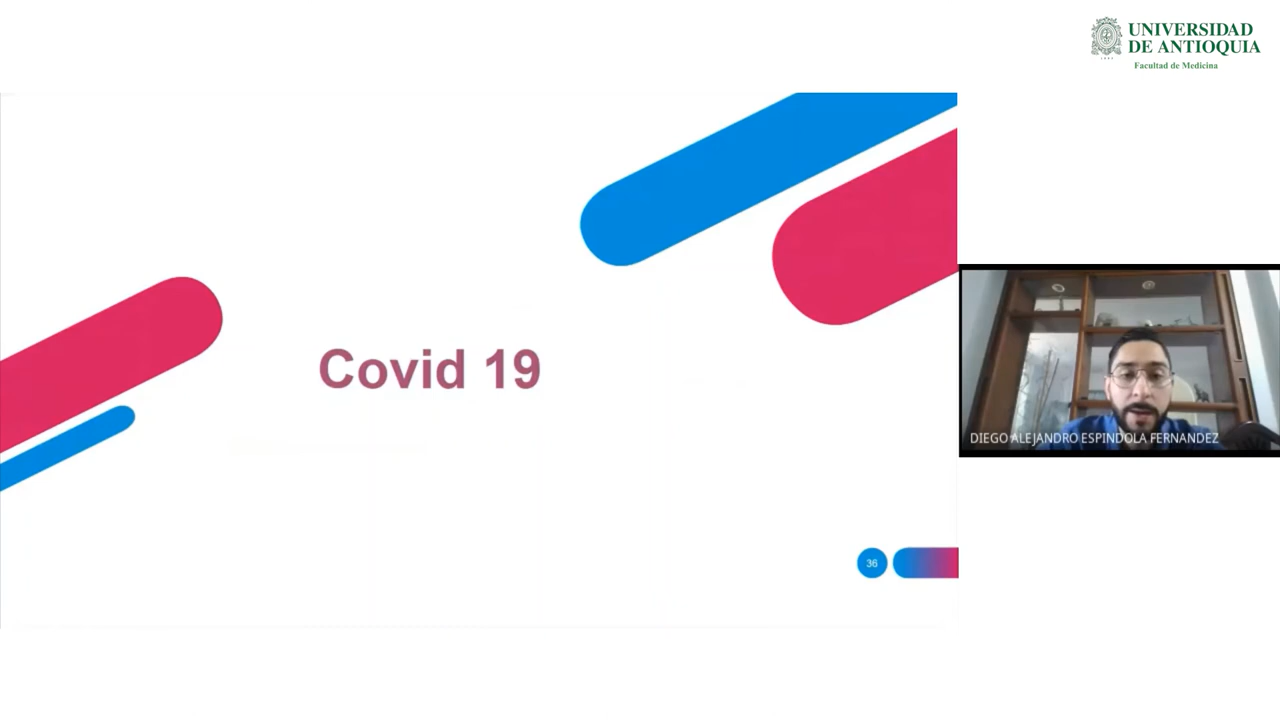 UNIVERSIDAD
DE ANTIOQUIA
Facultad de Medicina
Covid 19
DIEGO ALEJANDRO ESPINDOLA FERNANDEZ
36